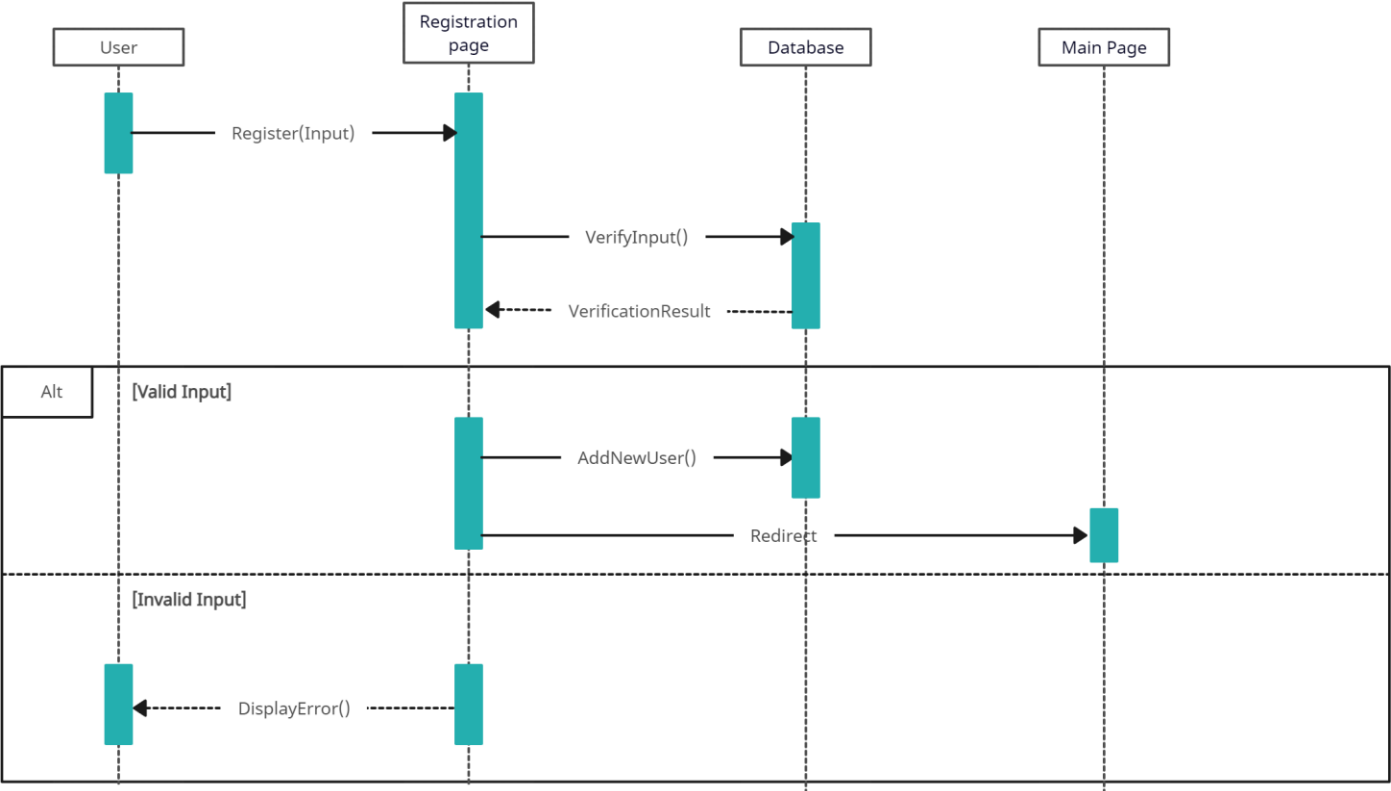 User
Registration
page
Database
Main Page
Register(Input)
VerifyInput()
VerificationResult
Alt
[Valid Input]
AddNewUser()
Redirect
[Invalid Input]
DisplayError()